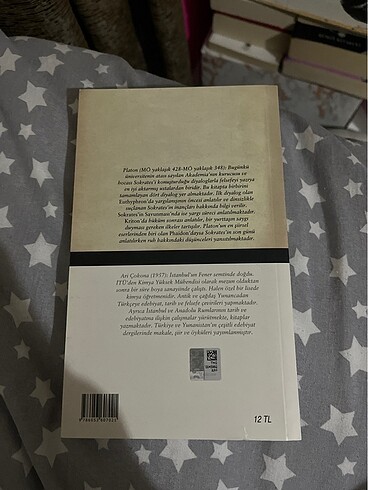 Platon (MÖ yaklaşık 428-MÖ yaklaşık 348): Bugünkü
üniversitenin atası sayılan Akademia'nın kurucusu ve
hocası Sokrates'i konuşturduğu diyaloglarla felsefeyi yazıya
en iyi aktarmış ustalardan biridir. Bu kitapta birbirini
tamamlayan dört diyalog yer almaktadır. İlk diyalog olan
Euthyphron'da yargılanışının öncesi anlatılır ve dinsizlikle
suçlanan Sokrates'in inançları hakkında bilgi verilir.
Sokrates'in Savunması'nda ise yargı süreci anlatılmaktadır.
Kriton'da hüküm sonrası anlatılır, bir yurttaşın saygı
duyması gereken ilkeler tartışılır. Platon'un en güzel
eserlerinden biri olan Phaidon'daysa Sokrates'in son günü
anlatılırken ruh hakkındaki düşünceleri yansıtılmaktadır.
Ari Çokona (1957): İstanbul'un Fener semtinde doğdu.
İTÜ'den Kimya Yüksek Mühendisi olarak mezun olduktan
sonra bir süre boya sanayinde çalıştı. Halen özel bir lisede
kimya öğretmenidir. Antik ve çağdaş Yunancadan
Türkçeye edebiyat, tarih ve felsefe çevirileri yapmaktadır.
Ayrıca İstanbul ve Anadolu Rumlarının tarih ve
edebiyatına ilişkin çalışmalar yürütmekte, kitaplar
yazmaktadır. Türkiye ve Yunanistan'ın çeşitli edebiyat
dergilerinde makale, şiir ve öyküleri yayımlanmıştır.
12 TL